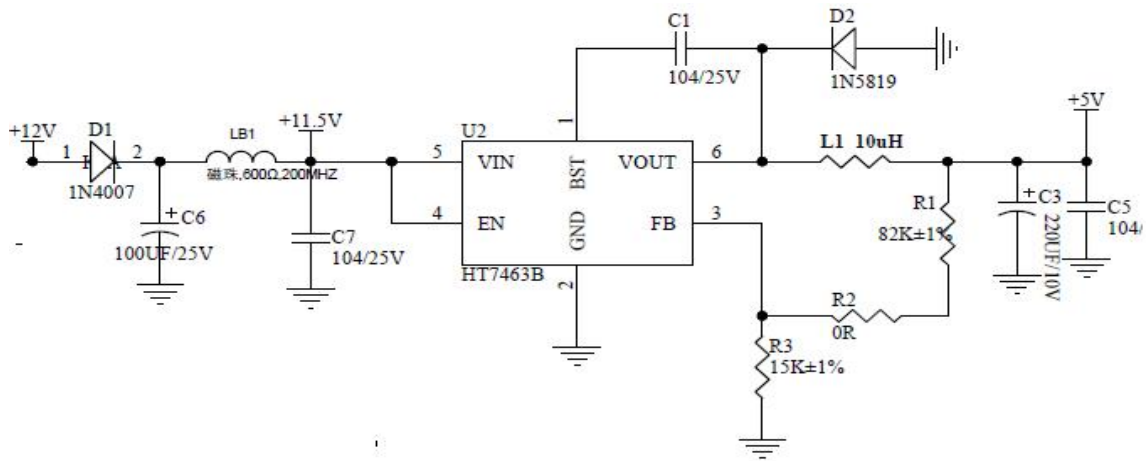 C1
D2
104/25V
1N5819
+12V
D1
LB1
+11.5V
U2
1
+5V
1
2
5
VIN
BST
VOUT
6
L1 10uH
1N4007
磁珠,600Ω,200MHZ
C6
100UF/25V
C7
104/25V
4
EN
GND
FB
3
R1
82K±1%
C3
220UF/10V
C5
104/
HT7463B
2
R2
0R
R3
15K±1%